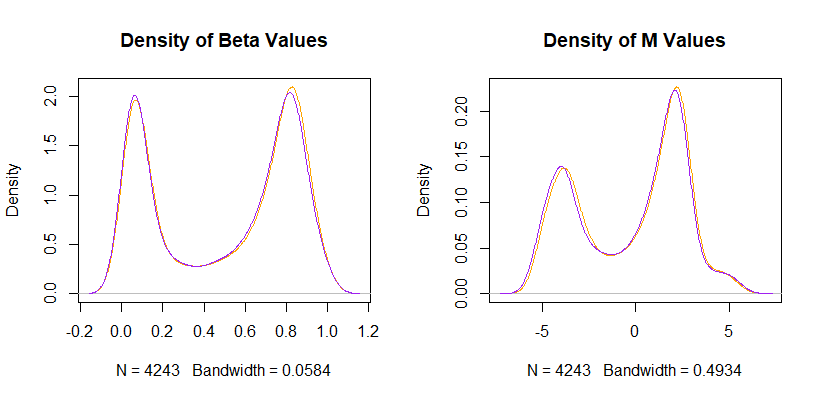 Density of Beta Values
Density
2.0
1.5
1.0
0.5
0.0
-0.2 0.0 0.2 0.4 0.6 0.8 1.0 1.2
N = 4243 Bandwidth = 0.0584
Density of M Values
Density
0.20
0.15
0.10
0.05
0.00
-5 0 5
N = 4243 Bandwidth = 0.4934